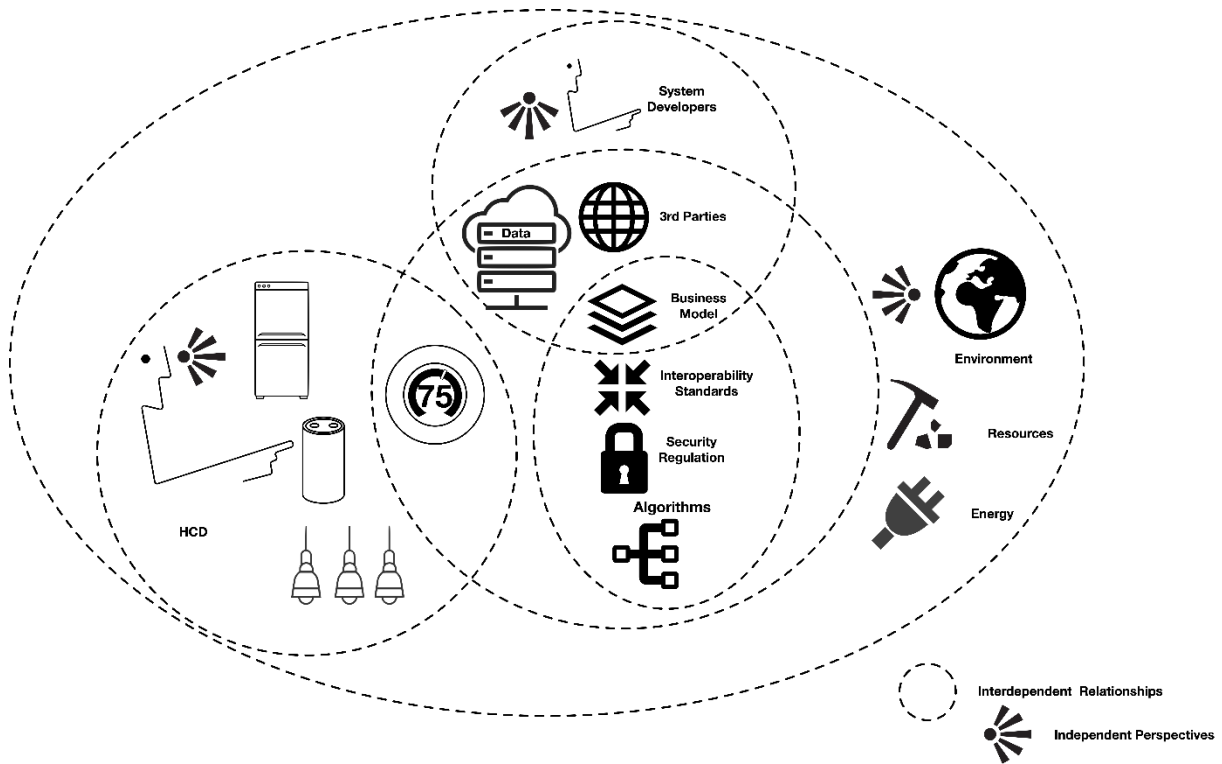 System
Developers
3rd Parties
Data
Business
Model
Environment
75
Interoperability
Standards
Resources
Security
Regulation
Algorithms
Energy
HCD
Interdependent Relationships
Independent Perspectives